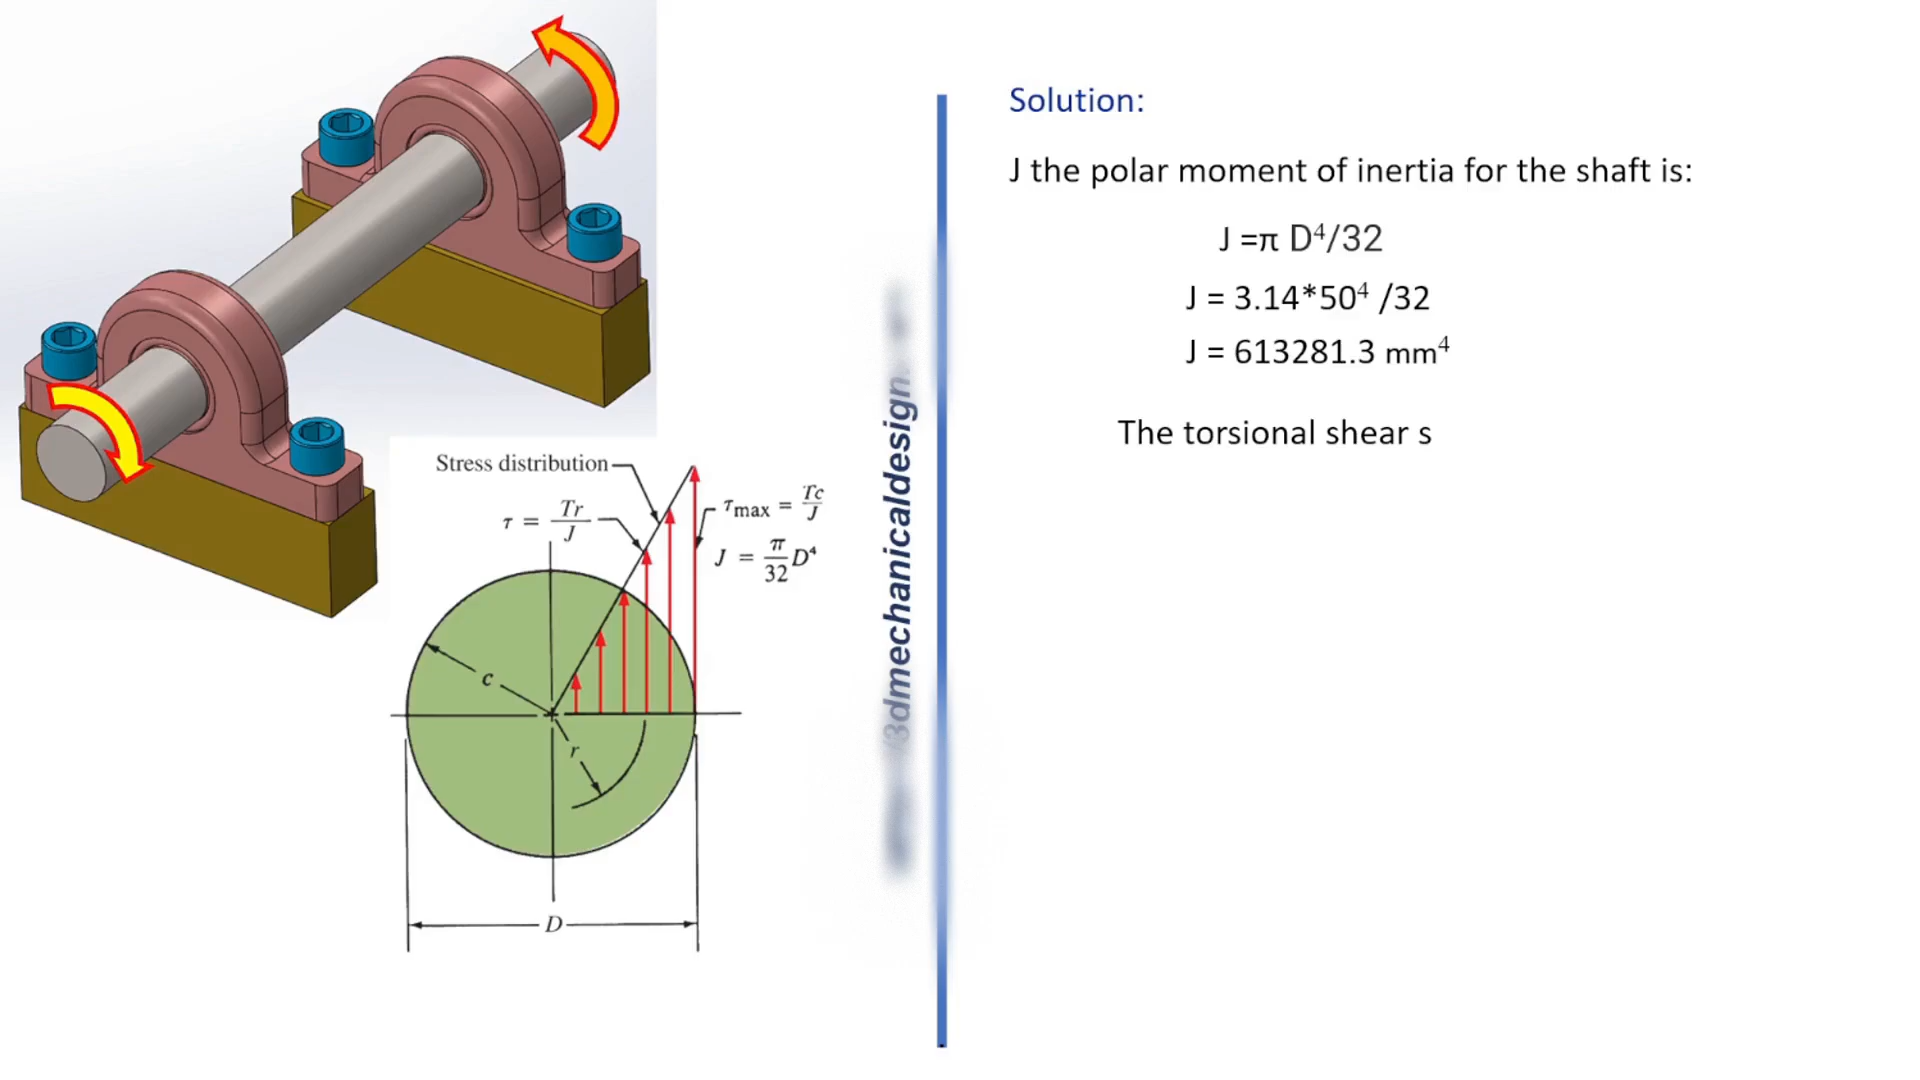 Solution:
J the polar moment of inertia for the shaft is:
J =π D⁴/32
J = 3.14*50⁴ /32
J = 613281.3 mm⁴
The torsional shear s
Stress distribution
τ = Tr/J
τmax = Tc/J
J = π/32 D⁴
c
r
D
3dmechanicaldesign.